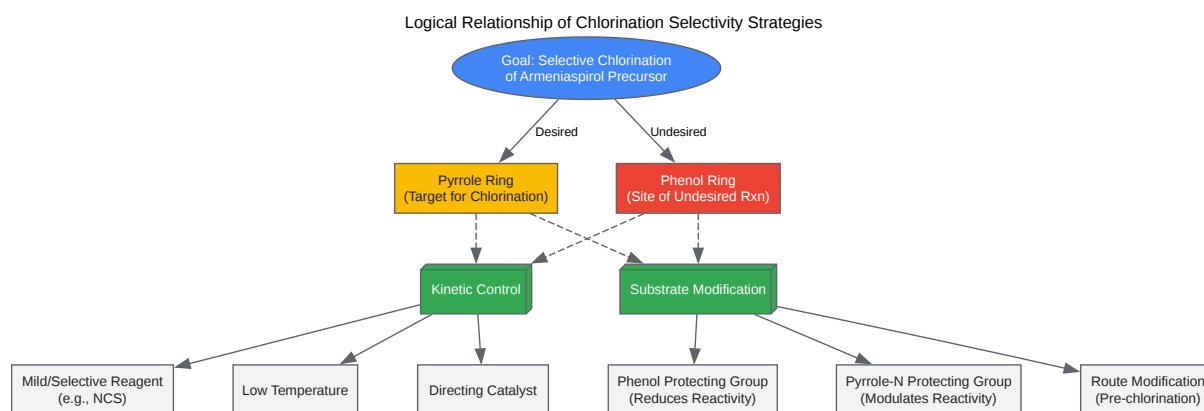 Logical Relationship of Chlorination Selectivity Strategies
Goal: Selective Chlorination
of Armeniaspirol Precursor
Desired
Undesired
Pyrrole Ring
(Target for Chlorination)
Phenol Ring
(Site of Undesired Rxn)
Kinetic Control
Substrate Modification
Mild/Selective Reagent
(e.g., NCS)
Low Temperature
Directing Catalyst
Phenol Protecting Group
(Reduces Reactivity)
Pyrrole-N Protecting Group
(Modulates Reactivity)
Route Modification
(Pre-chlorination)